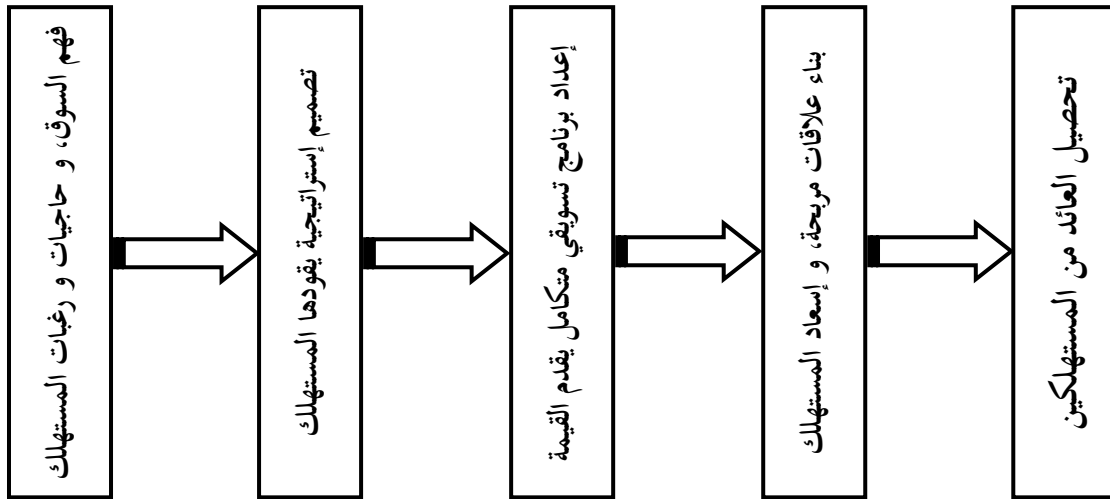 فهم السوق، و حاجيات و رغبات المستهلك
تصميم إستراتيجية يقودها المستهلك
إعداد برنامج تسويقي متكامل يقدم القيمة
بناء علاقات مربحة، و إسعاد المستهلك
تحصيل العائد من المستهلكين